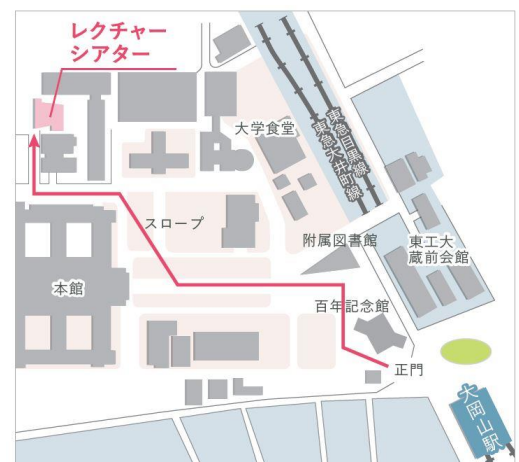 レクチャー
シアター
大学食堂
東急目黒線
東急大井町線
スロープ
附属図書館
東工大
蔵前会館
本館
百年記念館
正門
大岡山駅